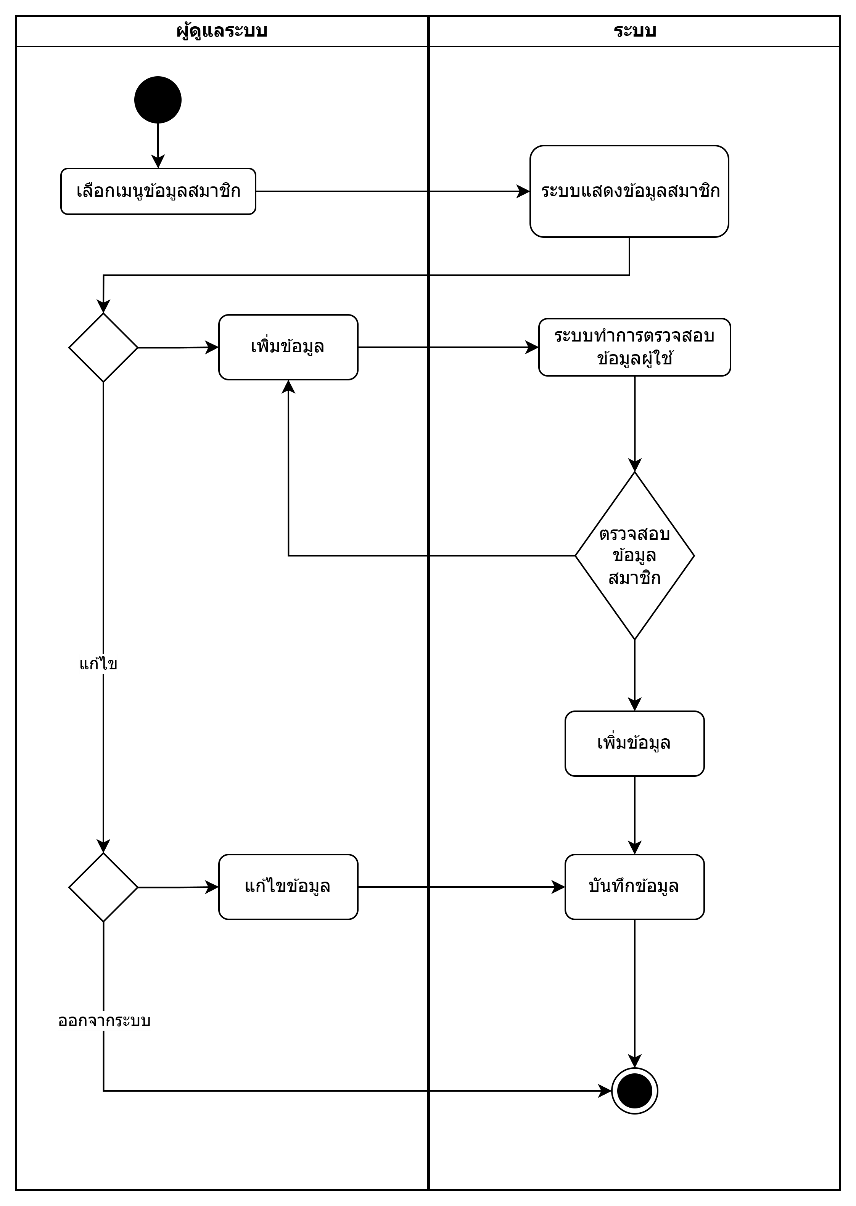 ผู้ดูแลระบบ
ระบบ
เลือกเมนูข้อมูลสมาชิก
ระบบแสดงข้อมูลสมาชิก
เพิ่มข้อมูล
ระบบทำการตรวจสอบ
ข้อมูลผู้ใช้
ตรวจสอบ
ข้อมูล
สมาชิก
แก้ไข
เพิ่มข้อมูล
แก้ไขข้อมูล
บันทึกข้อมูล
ออกจากระบบ